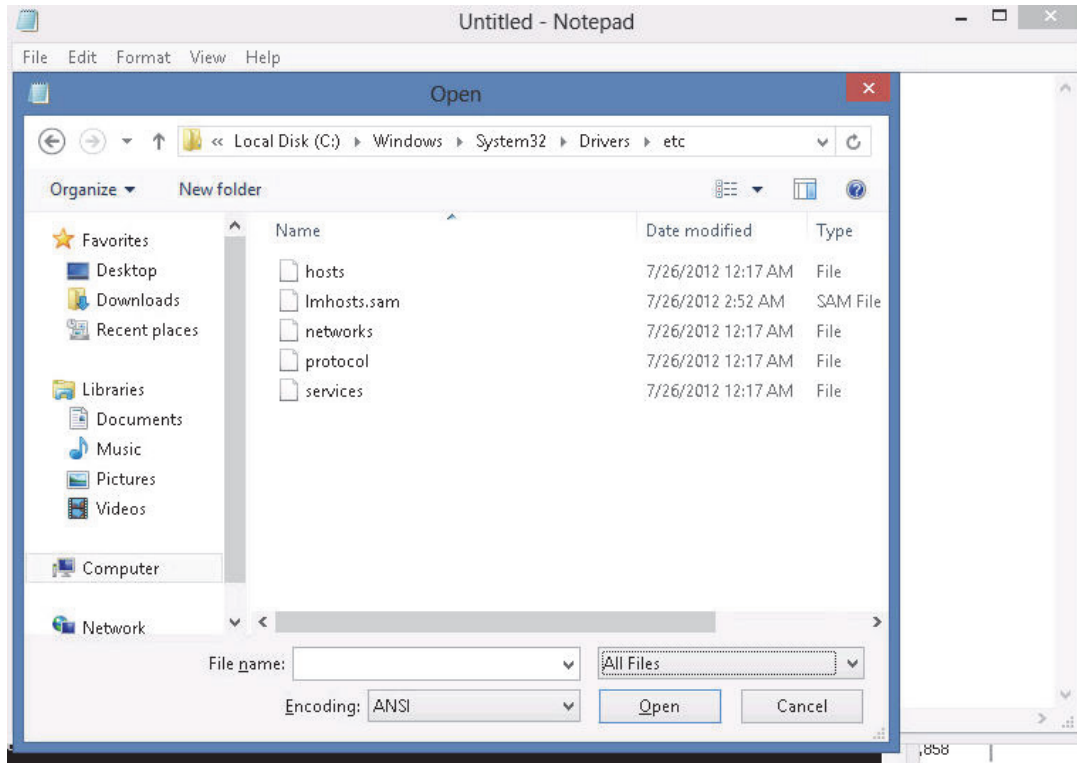 Untitled - Notepad
File Edit Format View Help
Open
« Local Disk (C:) Windows System32 Drivers etc
Organize New folder
Name Date modified Type
Favorites
Desktop
Downloads
Recent places
Libraries
Documents
Music
Pictures
Videos
Computer
Network
hosts 7/26/2012 12:17 AM File
lmhosts.sam 7/26/2012 2:52 AM SAM File
networks 7/26/2012 12:17 AM File
protocol 7/26/2012 12:17 AM File
services 7/26/2012 12:17 AM File
File name: All Files
Encoding: ANSI Open Cancel
,858